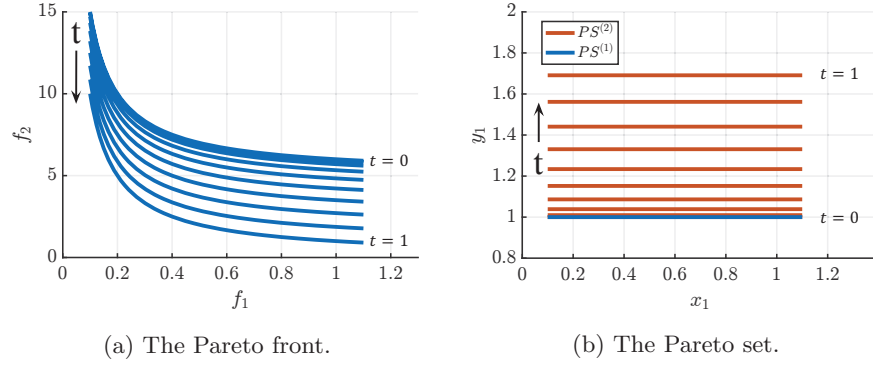 t
15
10
5
0
f₂
0 0.2 0.4 0.6 0.8 1 1.2
f₁
t = 0
t = 1
(a) The Pareto front.
2
1.8
1.6
1.4
1.2
1
0.8
y₁
0 0.2 0.4 0.6 0.8 1 1.2
x₁
PS⁽²⁾
PS⁽¹⁾
t = 1
t
t = 0
(b) The Pareto set.